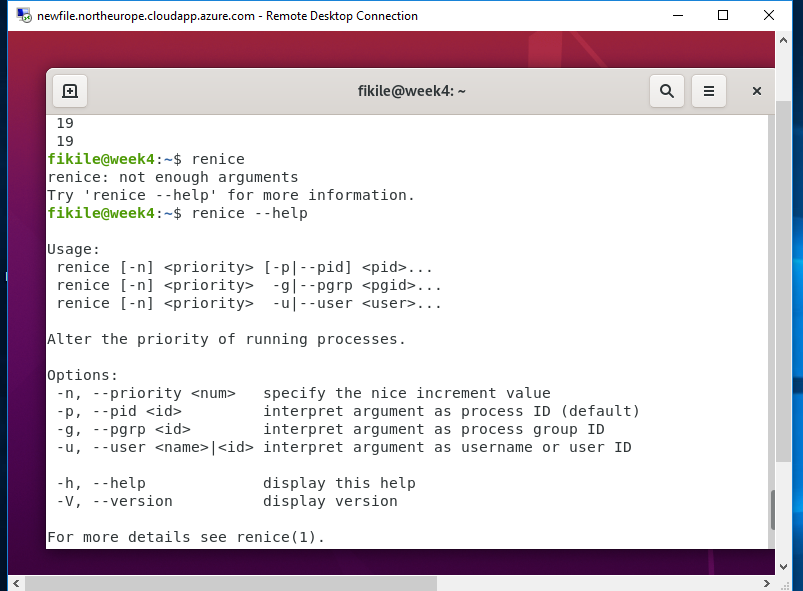 newfile.northeurope.cloudapp.azure.com - Remote Desktop Connection
fikile@week4: ~
19
19
fikile@week4:~$ renice
renice: not enough arguments
Try 'renice --help' for more information.
fikile@week4:~$ renice --help

Usage:
 renice [-n] <priority> [-p|--pid] <pid>...
 renice [-n] <priority>  -g|--pgrp <pgid>...
 renice [-n] <priority>  -u|--user <user>...

Alter the priority of running processes.

Options:
 -n, --priority <num>   specify the nice increment value
 -p, --pid <id>         interpret argument as process ID (default)
 -g, --pgrp <id>        interpret argument as process group ID
 -u, --user <name>|<id> interpret argument as username or user ID

 -h, --help             display this help
 -V, --version          display version

For more details see renice(1).